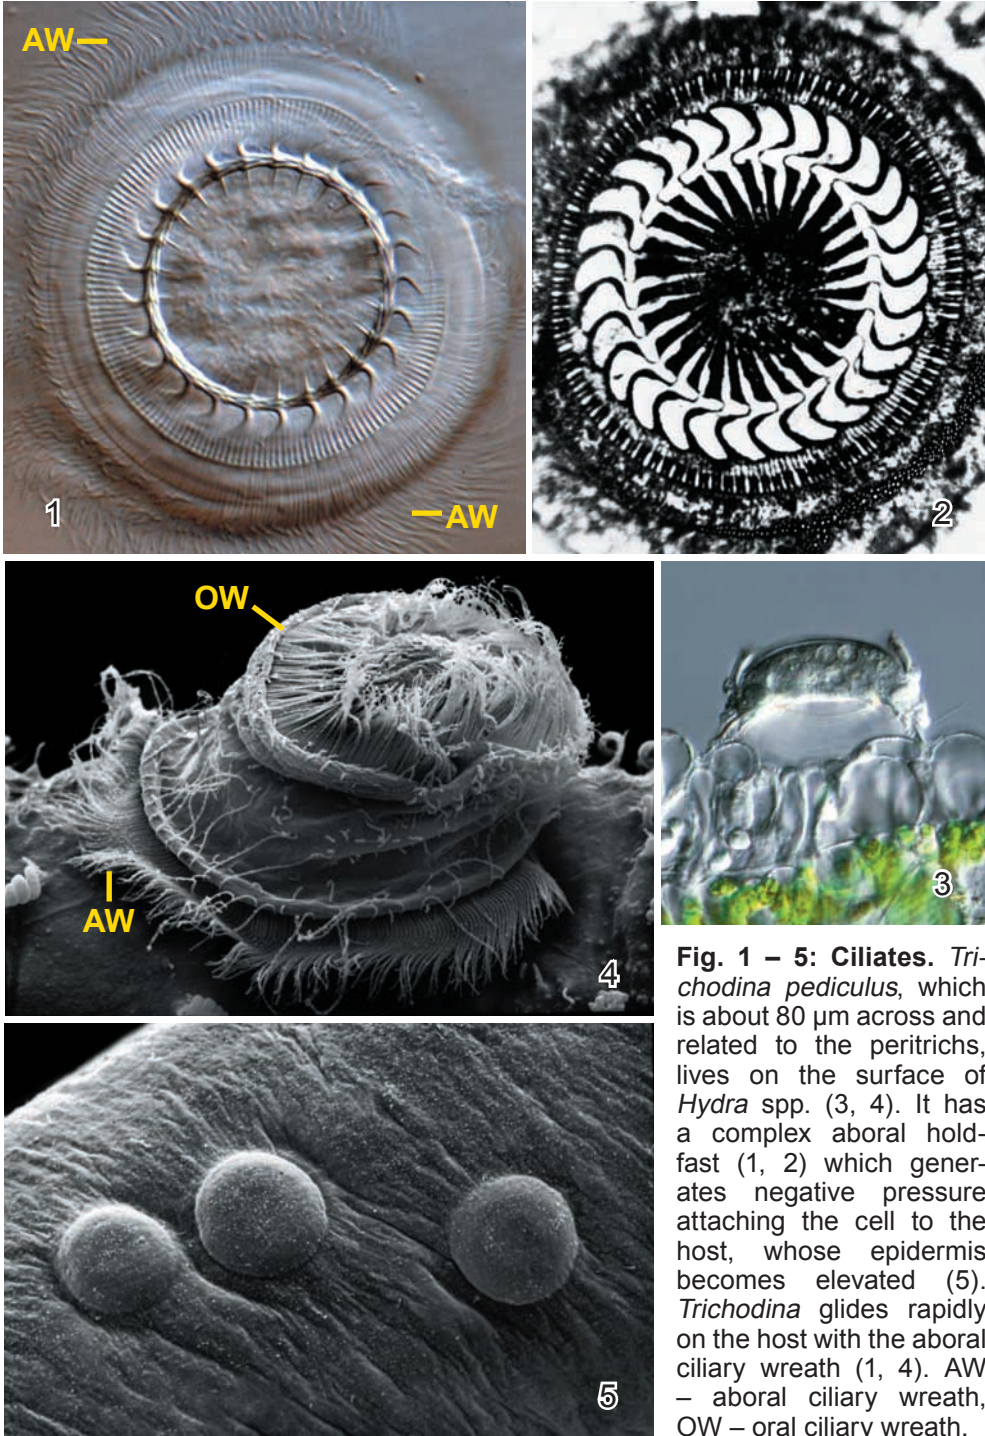 AW
1
AW
2
OW
AW
4
3
5
Fig. 1 – 5: Ciliates. Tri-
chodina pediculus, which
is about 80 µm across and
related to the peritrichs,
lives on the surface of
Hydra spp. (3, 4). It has
a complex aboral hold-
fast (1, 2) which gener-
ates negative pressure
attaching the cell to the
host, whose epidermis
becomes elevated (5).
Trichodina glides rapidly
on the host with the aboral
ciliary wreath (1, 4). AW
– aboral ciliary wreath,
OW – oral ciliary wreath.